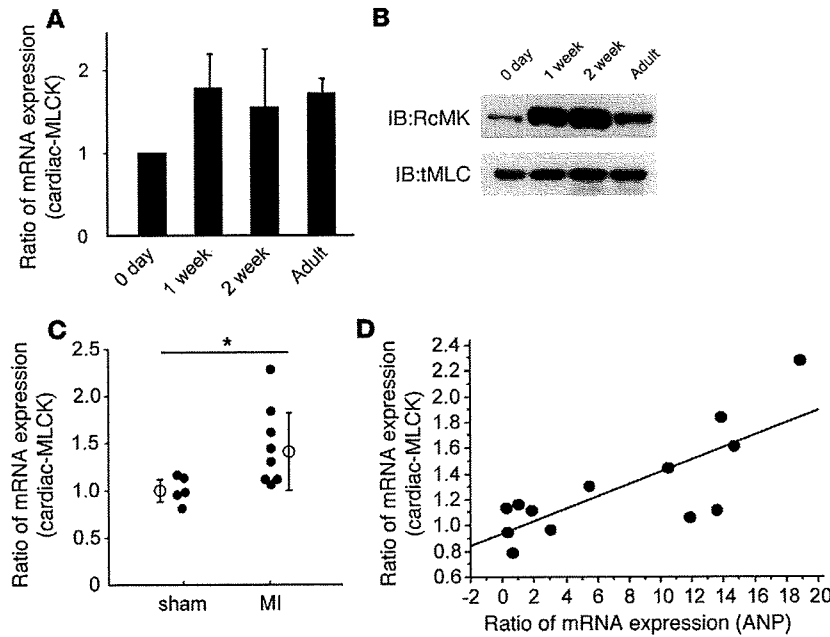 A
Ratio of mRNA expression
(cardiac-MLCK)
2
1
0
0 day
1 week
2 week
Adult
B
0 day
1 week
2 week
Adult
IB:RcMK
IB:tMLC
C
Ratio of mRNA expression
(cardiac-MLCK)
2.5
2.0
1.5
1.0
0.5
0
*
sham
MI
D
Ratio of mRNA expression
(cardiac-MLCK)
2.4
2.2
2.0
1.8
1.6
1.4
1.2
1.0
0.8
0.6
-2 0 2 4 6 8 10 12 14 16 18 20
Ratio of mRNA expression (ANP)